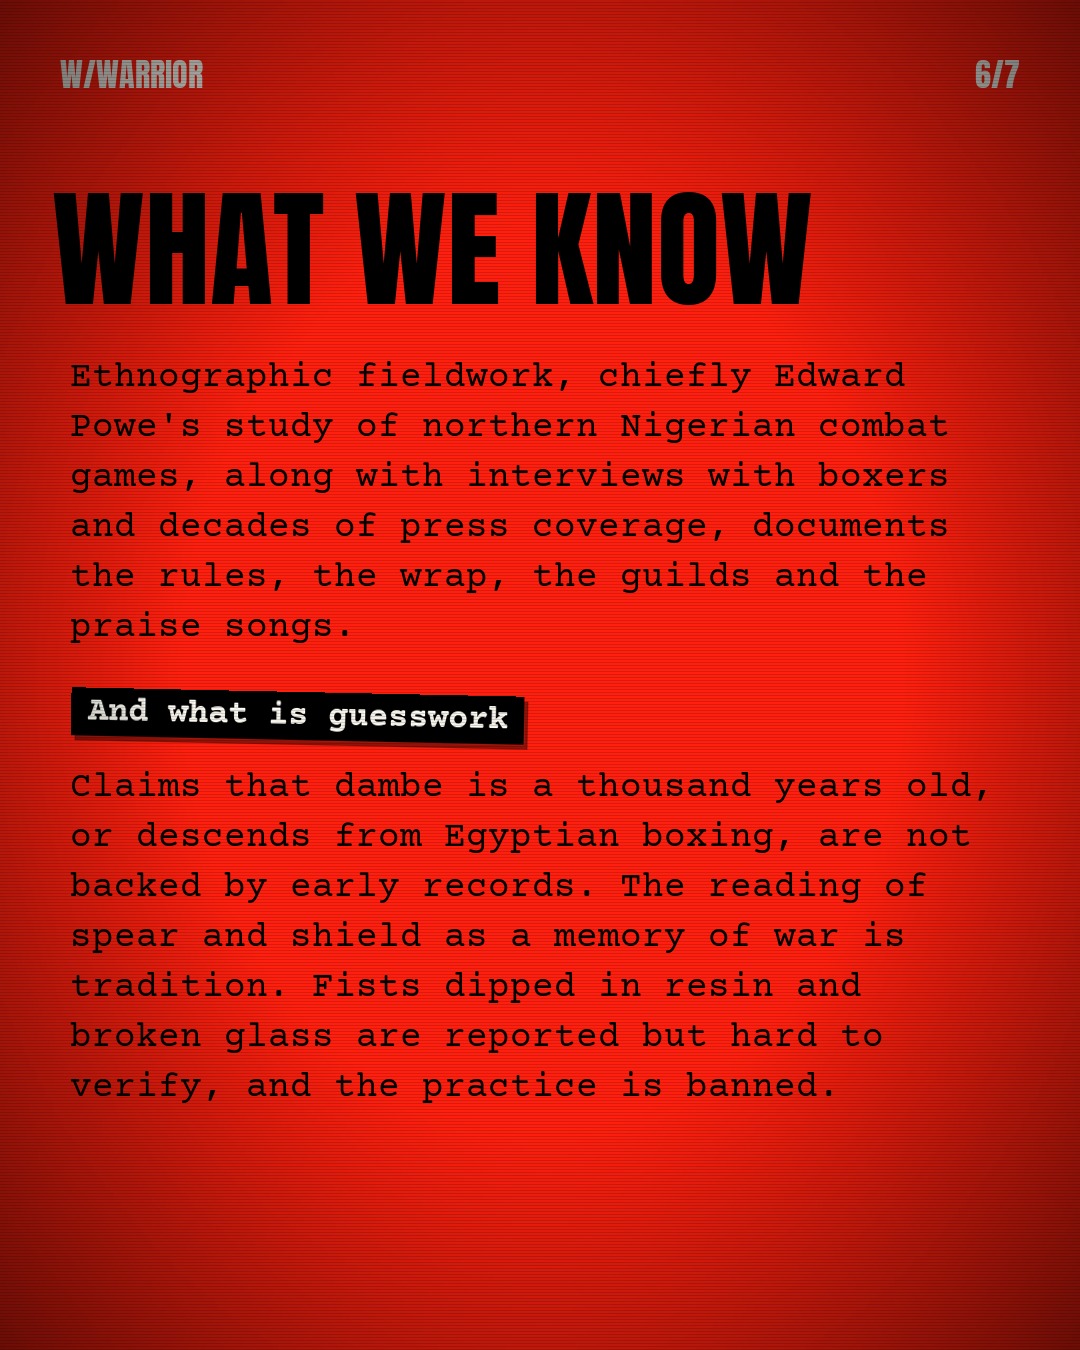 W/WARRIOR
6/7
WHAT WE KNOW
Ethnographic fieldwork, chiefly Edward
Powe's study of northern Nigerian combat
games, along with interviews with boxers
and decades of press coverage, documents
the rules, the wrap, the guilds and the
praise songs.
And what is guesswork
Claims that dambe is a thousand years old,
or descends from Egyptian boxing, are not
backed by early records. The reading of
spear and shield as a memory of war is
tradition. Fists dipped in resin and
broken glass are reported but hard to
verify, and the practice is banned.